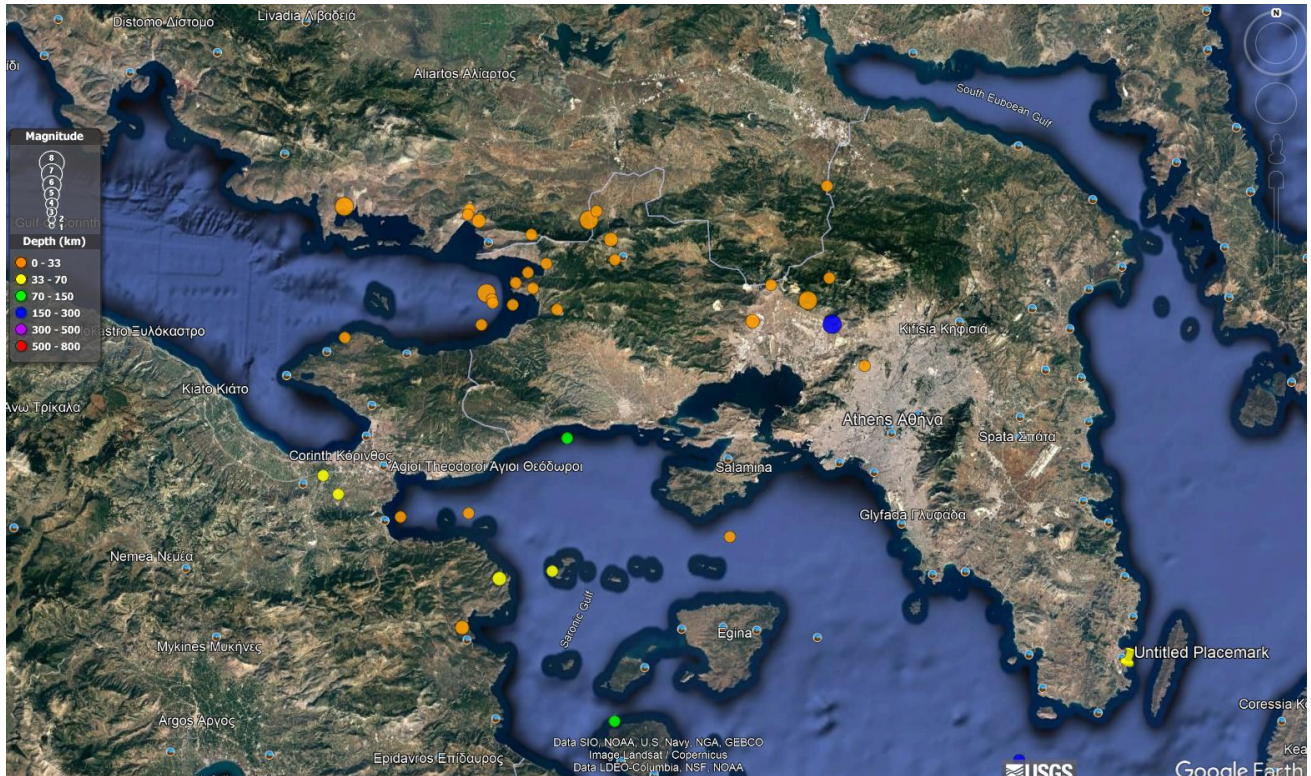 Distomo Δίστομο
Livadia Λιβαδειά
Aliartos Αλίαρτος
South Euboean Gulf
N
Magnitude
8
7
6
5
4
3
2
1
Depth (km)
0 - 33
33 - 70
70 - 150
150 - 300
300 - 500
500 - 800
Ξυλόκαστρο
Kifisia Κηφισιά
Kiato Κιάτο
Άνω Τρίκαλα
Athens Αθήνα
Spata Σπάτα
Corinth Κόρινθος
Agioi Theodoroi Άγιοι Θεόδωροι
Salamina
Glyfada Γλυφάδα
Nemea Νεμέα
Saronic Gulf
Egina
Mykines Μυκήνες
Untitled Placemark
Argos Άργος
Coressia
Epidavros Επίδαυρος
Data SIO, NOAA, U.S. Navy, NGA, GEBCO
Image Landsat / Copernicus
Data LDEO-Columbia, NSF, NOAA
USGS
Google Earth